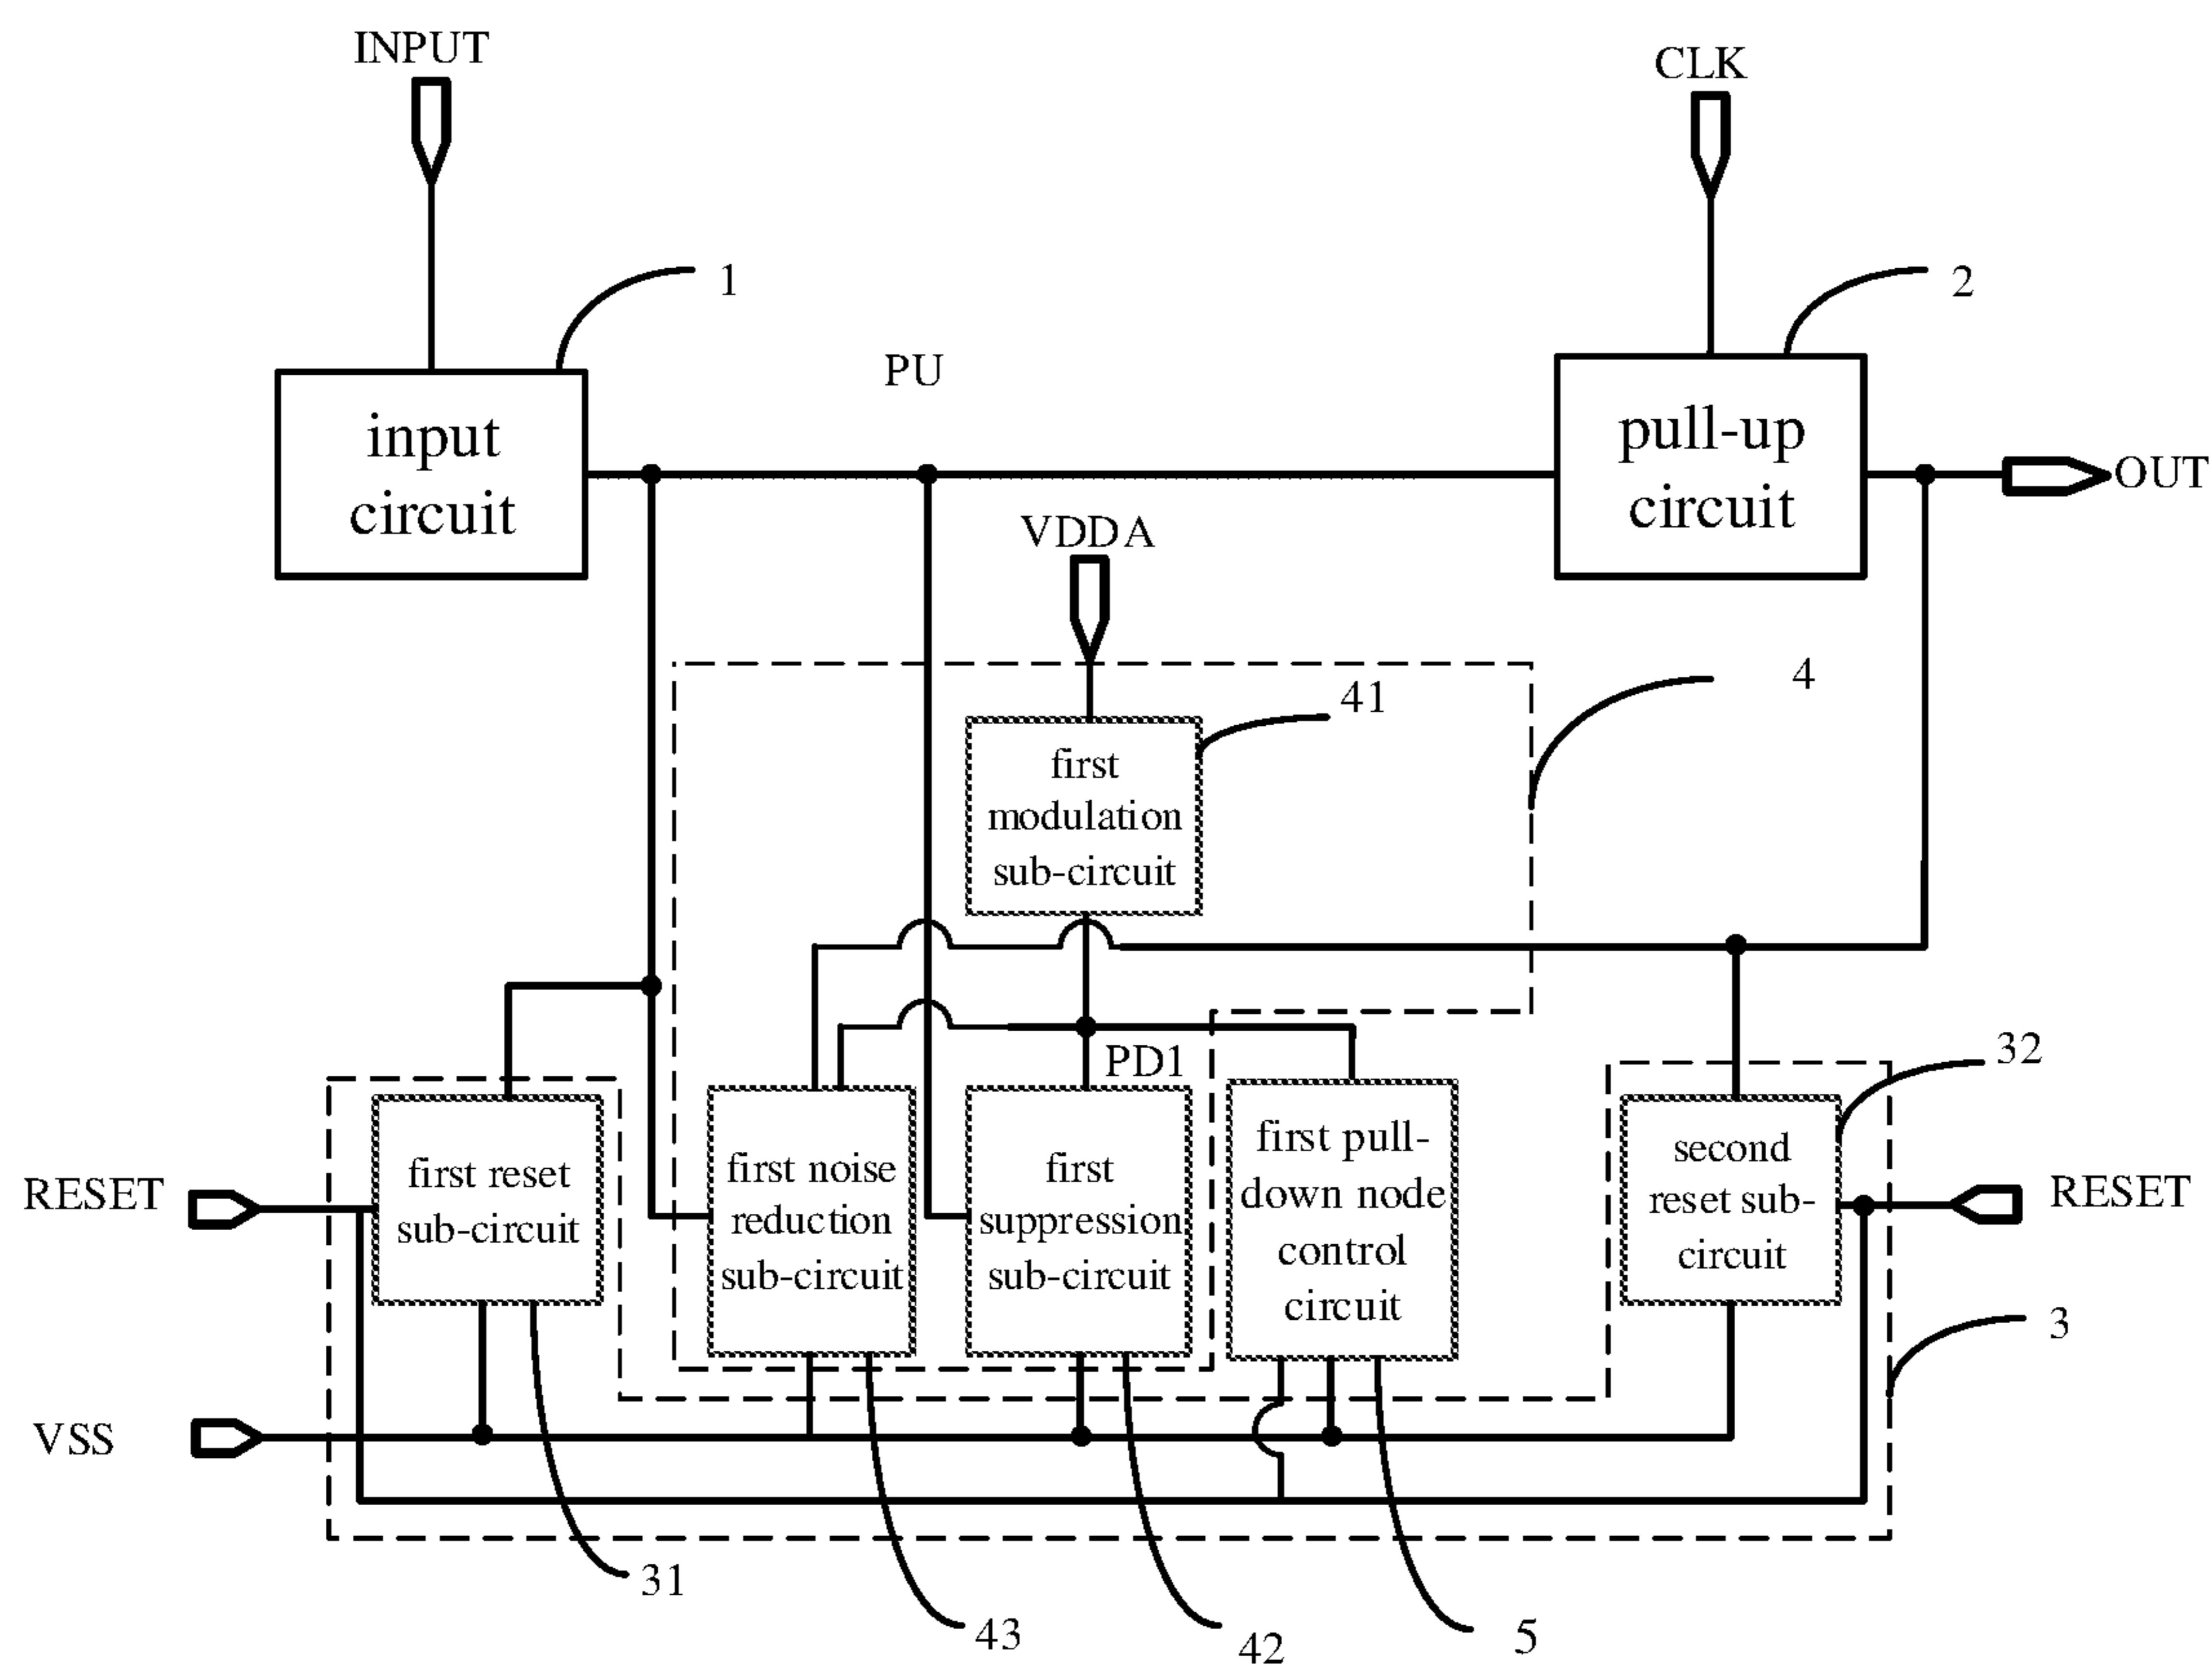 INPUT
CLK
1
2
PU
input
circuit
pull-up
circuit
OUT
VDDA
4
41
first
modulation
sub-circuit
PD1
32
first reset
sub-circuit
first noise
reduction
sub-circuit
first
suppression
sub-circuit
first pull-
down node
control
circuit
second
reset sub-
circuit
RESET
RESET
3
VSS
31
43
42
5